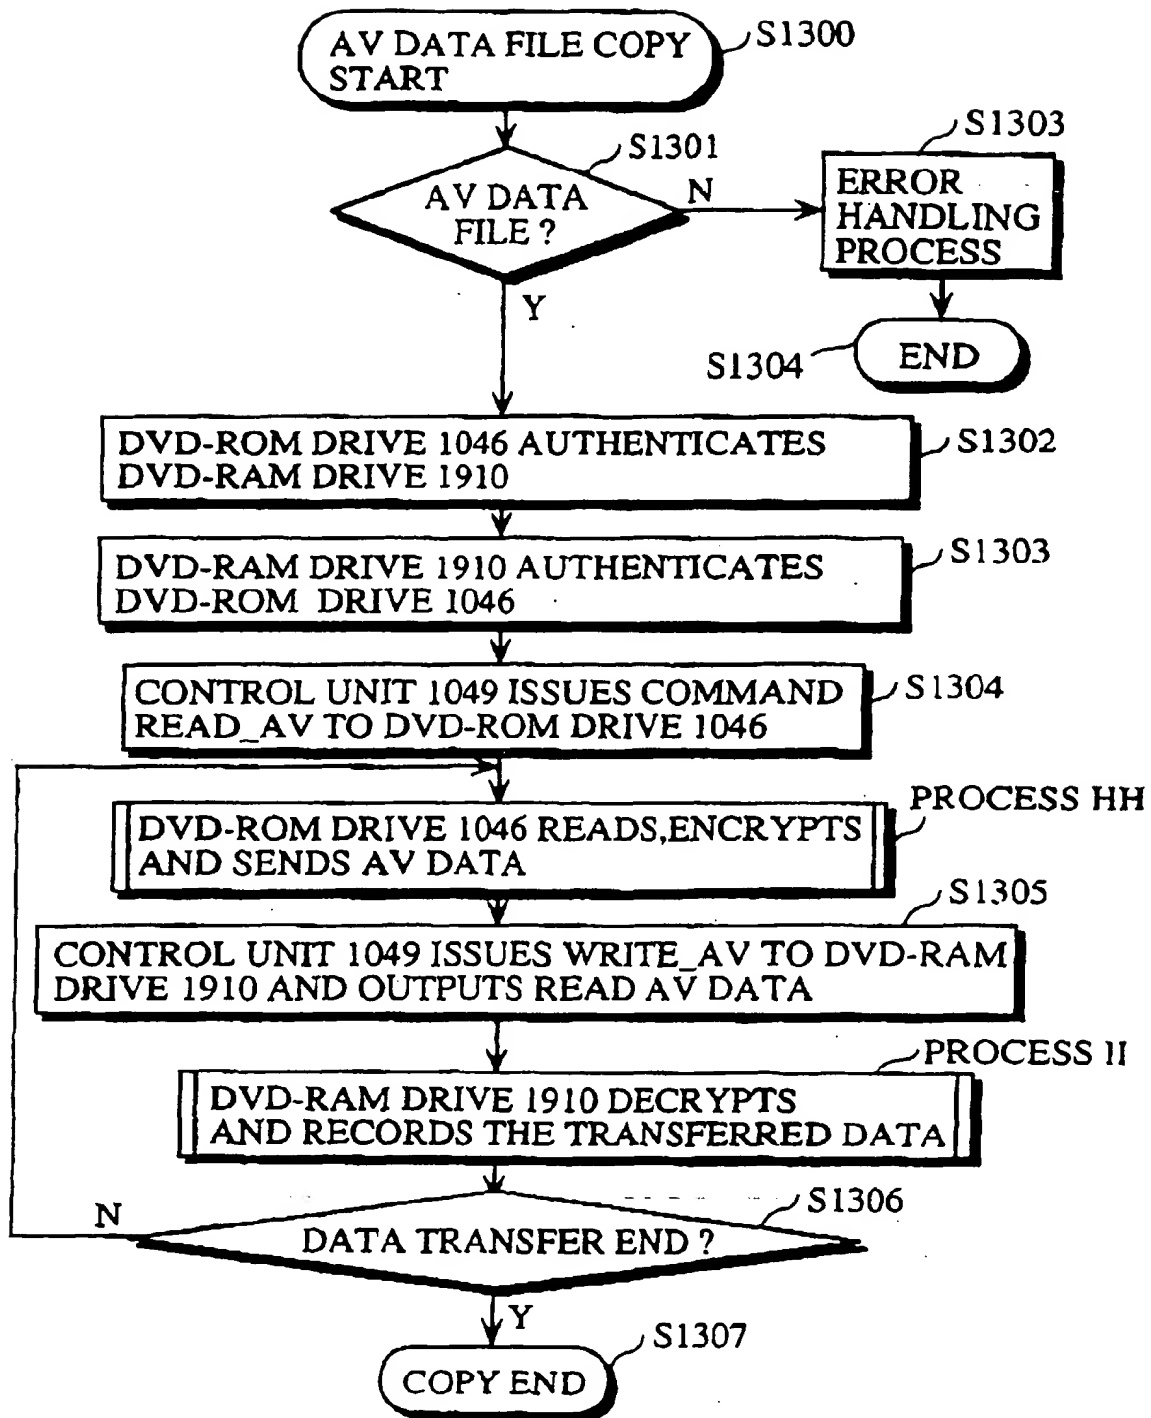 AV DATA FILE COPY
START
S1300
S1301
AV DATA
FILE ?
N
Y
S1303
ERROR
HANDLING
PROCESS
S1304
END
DVD-ROM DRIVE 1046 AUTHENTICATES
DVD-RAM DRIVE 1910
S1302
DVD-RAM DRIVE 1910 AUTHENTICATES
DVD-ROM DRIVE 1046
S1303
CONTROL UNIT 1049 ISSUES COMMAND
READ_AV TO DVD-ROM DRIVE 1046
S1304
PROCESS HH
DVD-ROM DRIVE 1046 READS,ENCRYPTS
AND SENDS AV DATA
S1305
CONTROL UNIT 1049 ISSUES WRITE_AV TO DVD-RAM
DRIVE 1910 AND OUTPUTS READ AV DATA
PROCESS II
DVD-RAM DRIVE 1910 DECRYPTS
AND RECORDS THE TRANSFERRED DATA
S1306
N
DATA TRANSFER END ?
Y
S1307
COPY END